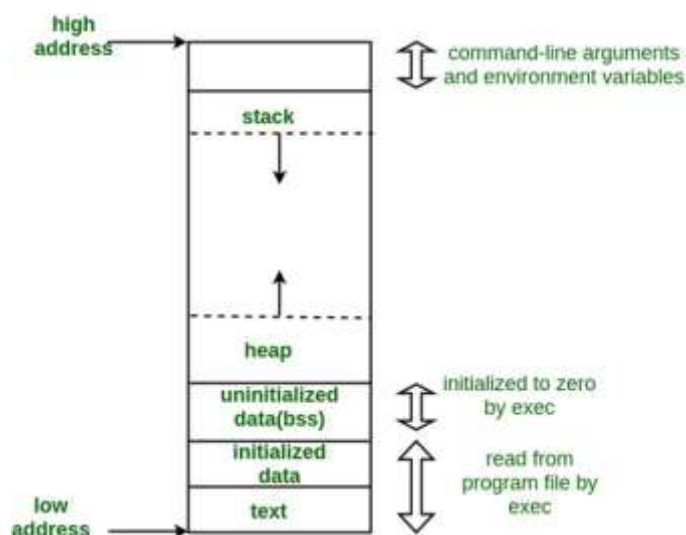 high
address
command-line arguments
and environment variables
stack
heap
uninitialized
data(bss)
initialized to zero
by exec
initialized
data
read from
program file by
exec
text
low
address